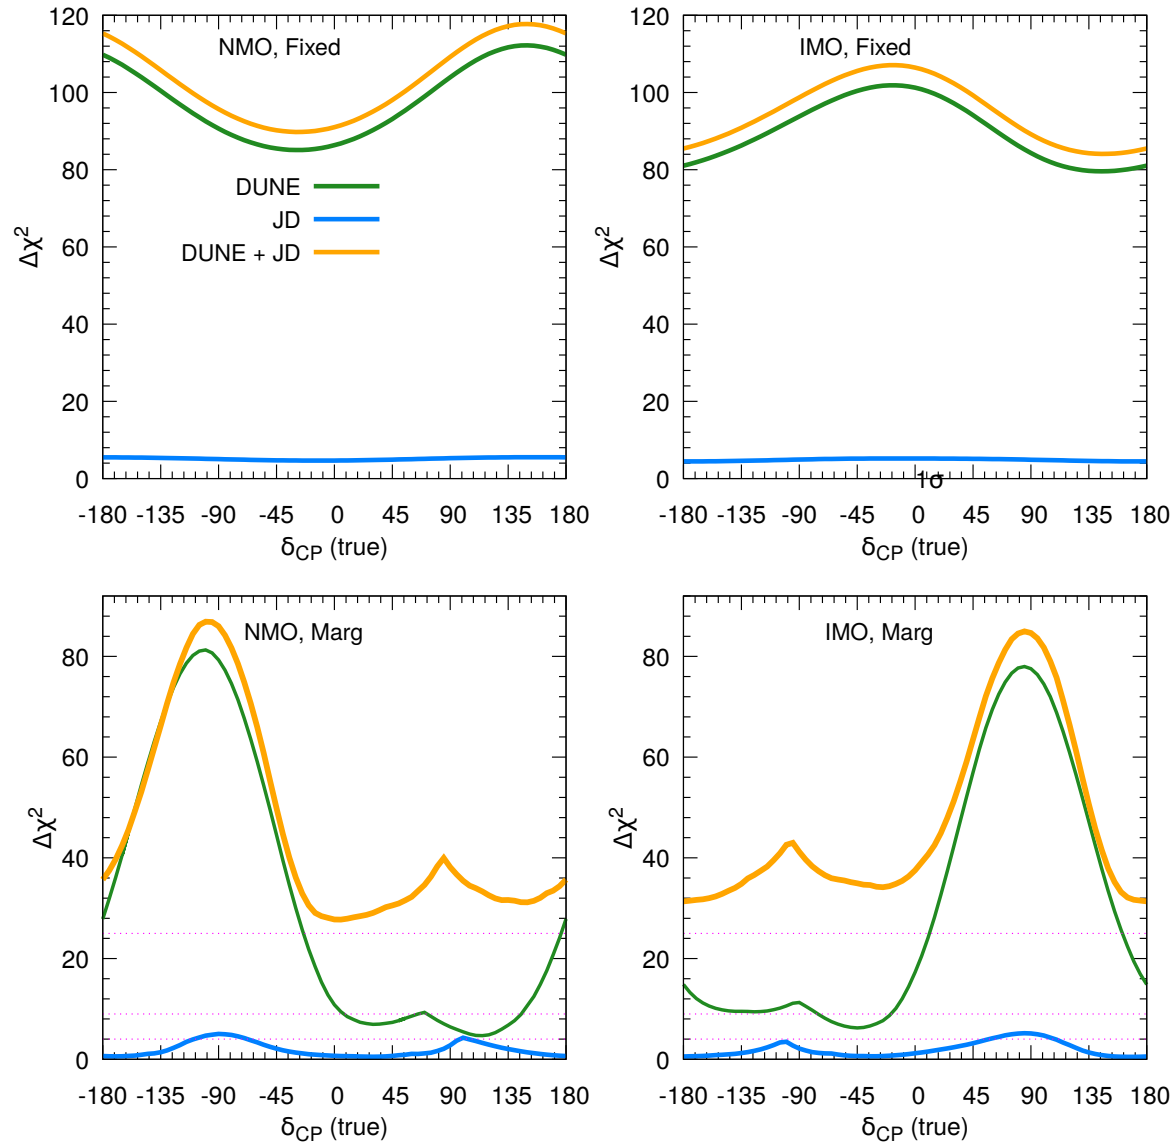 120
100
80
60
40
20
0
Δχ²
NMO, Fixed
DUNE
JD
DUNE + JD
-180 -135 -90 -45 0 45 90 135 180
δCP (true)
120
100
80
60
40
20
0
Δχ²
IMO, Fixed
1σ
-180 -135 -90 -45 0 45 90 135 180
δCP (true)
80
60
40
20
0
Δχ²
NMO, Marg
-180 -135 -90 -45 0 45 90 135 180
δCP (true)
80
60
40
20
0
Δχ²
IMO, Marg
-180 -135 -90 -45 0 45 90 135 180
δCP (true)